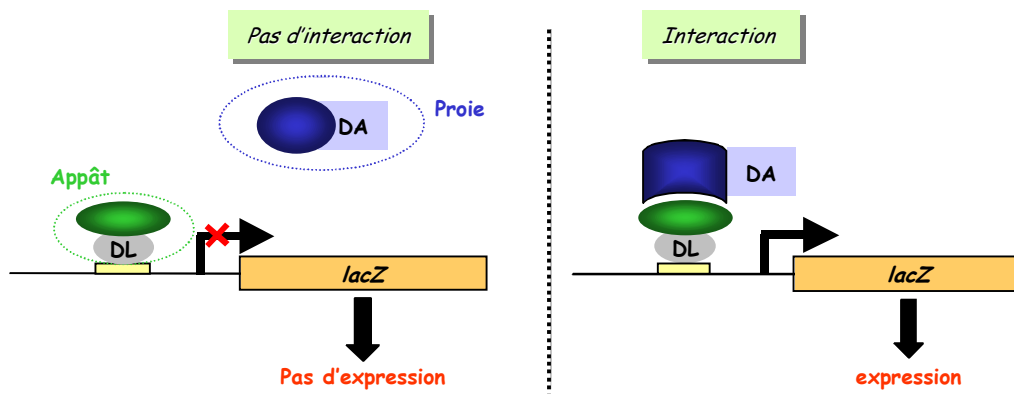 Pas d'interaction
Proie
DA
Appât
DL
lacZ
Pas d'expression
Interaction
DA
DL
lacZ
expression